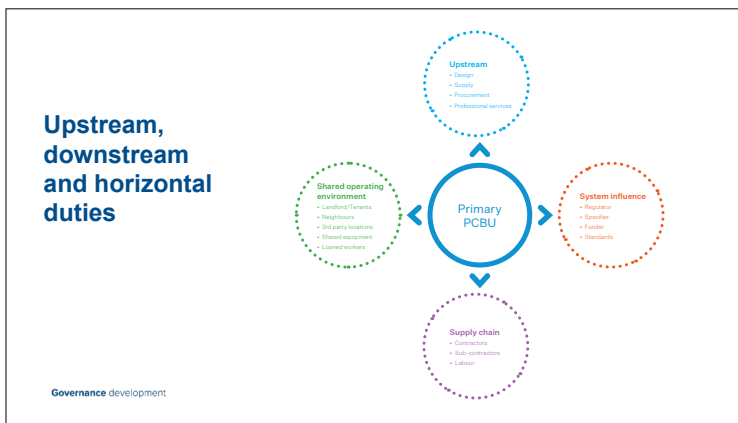 Upstream,
downstream
and horizontal
duties
Upstream
• Design
• Supply
• Procurement
• Professional services
Shared operating
environment
• Landlord/Tenants
• Neighbours
• 3rd party locations
• Shared equipment
• Loaned workers
Primary
PCBU
System influence
• Regulator
• Specifier
• Funder
• Standards
Supply chain
• Contractors
• Sub-contractors
• Labour
Governance development